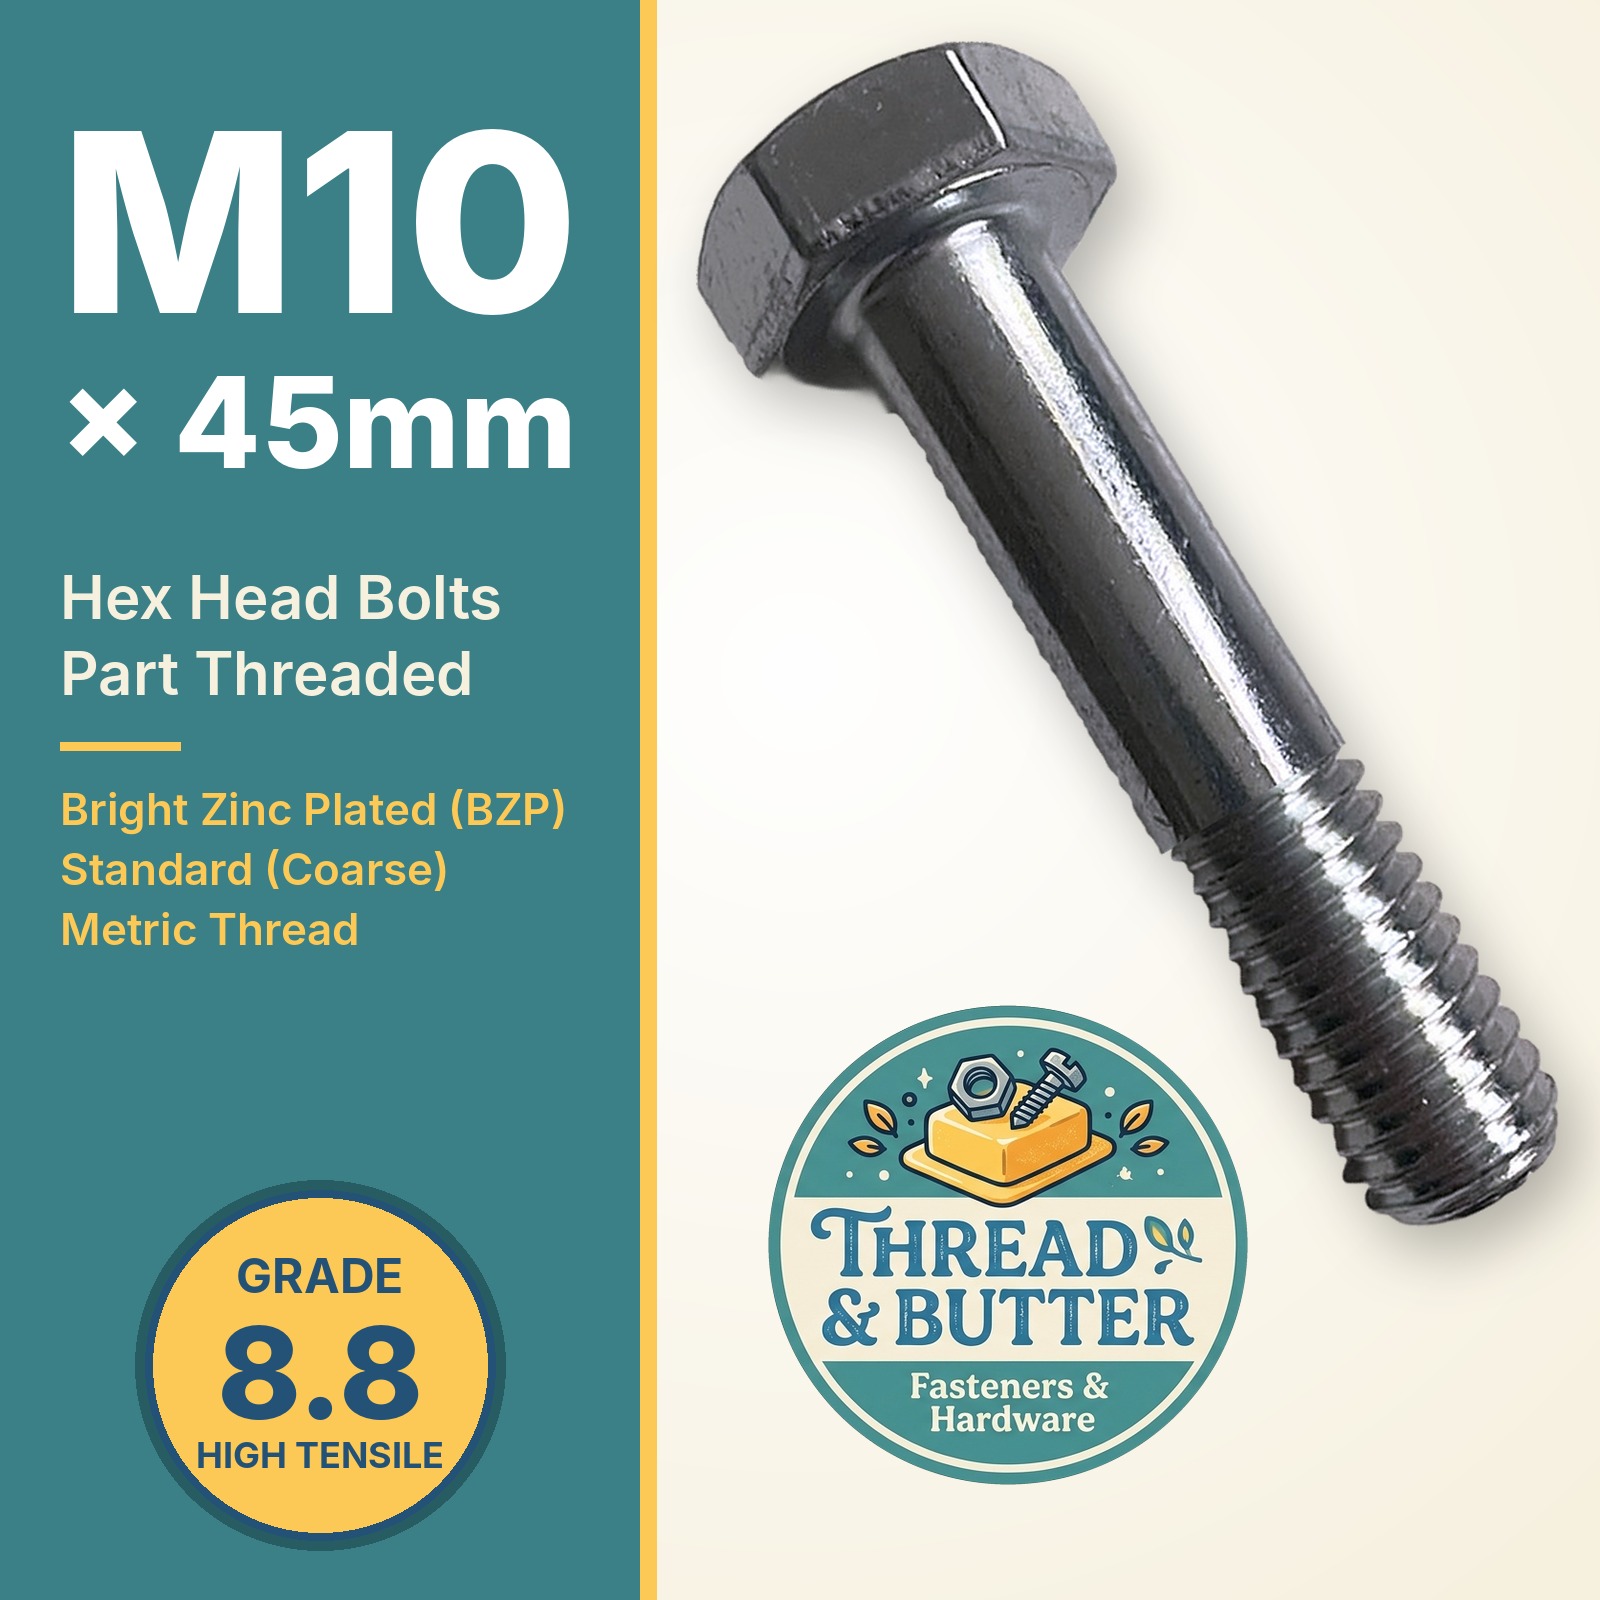 M10
× 45mm
Hex Head Bolts
Part Threaded
Bright Zinc Plated (BZP)
Standard (Coarse)
Metric Thread
GRADE
8.8
HIGH TENSILE
THREAD
& BUTTER
Fasteners &
Hardware